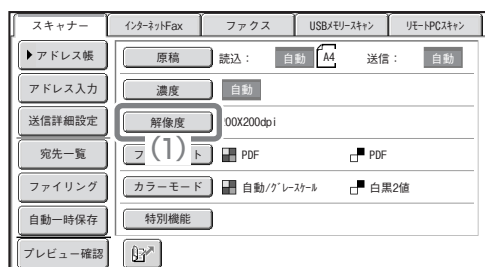 スキャナー インターネットFax ファクス USBメモリースキャン リモートPCスキャン
アドレス帳 原稿 読込： 自動 A4 送信： 自動
アドレス入力 濃度 自動
送信詳細設定 解像度 00X200dpi
宛先一覧 フ (1) ト PDF PDF
ファイリング カラーモード 自動/グレースケール 白黒2値
自動一時保存 特別機能
プレビュー確認